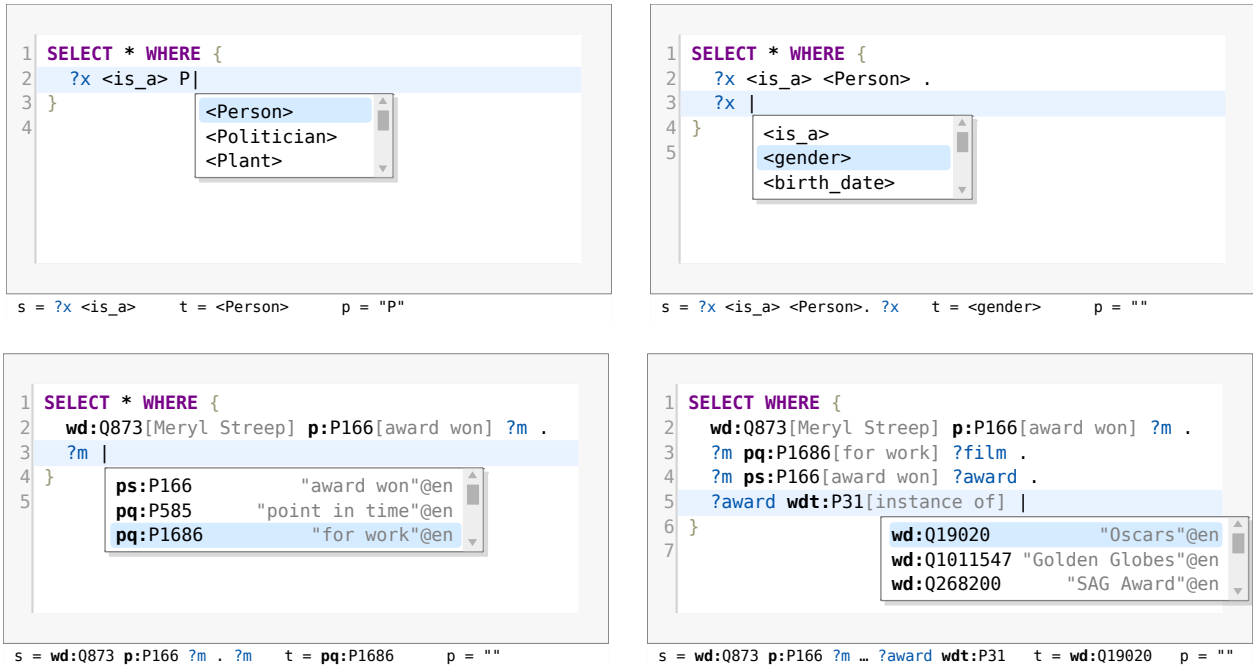 1 SELECT * WHERE {
2 ?x <is_a> P|
3 }
4
<Person>
<Politician>
<Plant>
s = ?x <is_a> t = <Person> p = "P"
1 SELECT * WHERE {
2 ?x <is_a> <Person> .
3 ?x |
4 }
5
<is_a>
<gender>
<birth_date>
s = ?x <is_a> <Person>. ?x t = <gender> p = ""
1 SELECT * WHERE {
2 wd:Q873[Meryl Streep] p:P166[award won] ?m .
3 ?m |
4 }
5
ps:P166 "award won"@en
pq:P585 "point in time"@en
pq:P1686 "for work"@en
s = wd:Q873 p:P166 ?m . ?m t = pq:P1686 p = ""
1 SELECT WHERE {
2 wd:Q873[Meryl Streep] p:P166[award won] ?m .
3 ?m pq:P1686[for work] ?film .
4 ?m ps:P166[award won] ?award .
5 ?award wdt:P31[instance of] |
6 }
7
wd:Q19020 "Oscars"@en
wd:Q1011547 "Golden Globes"@en
wd:Q268200 "SAG Award"@en
s = wd:Q873 p:P166 ?m … ?award wdt:P31 t = wd:Q19020 p = ""